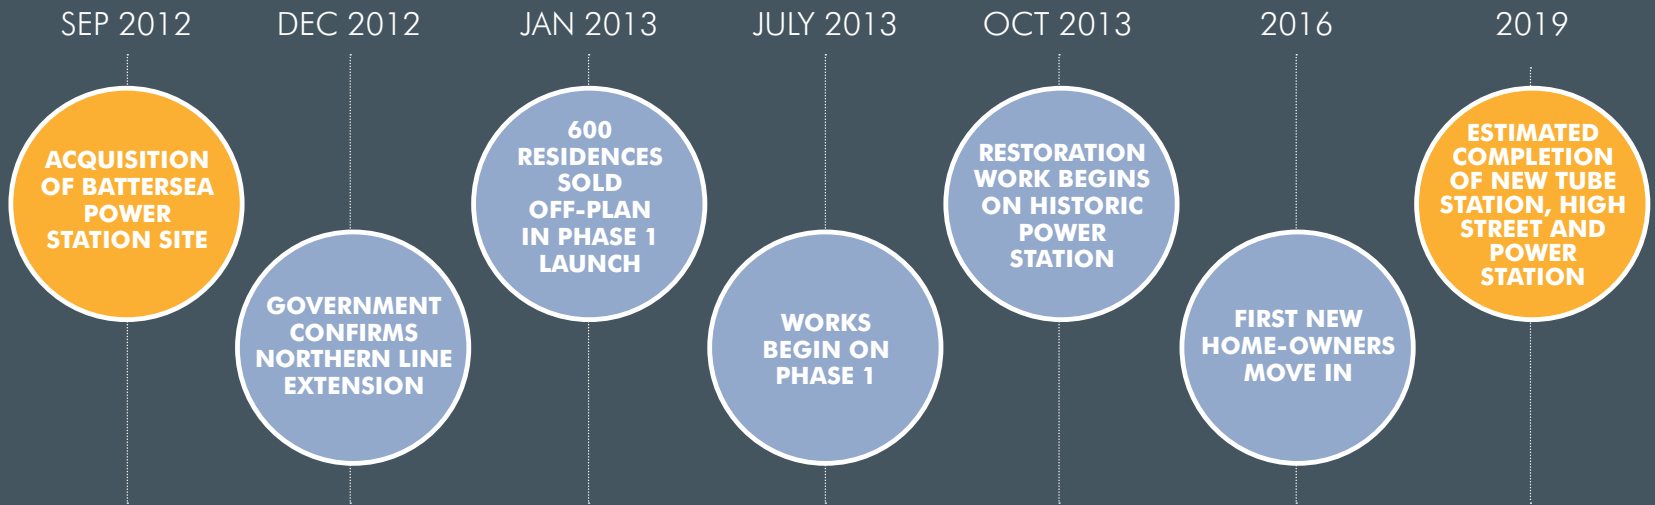 SEP 2012
DEC 2012
JAN 2013
JULY 2013
OCT 2013
2016
2019
ACQUISITION
OF BATTERSEA
POWER
STATION SITE
GOVERNMENT
CONFIRMS
NORTHERN LINE
EXTENSION
600
RESIDENCES
SOLD
OFF-PLAN
IN PHASE 1
LAUNCH
WORKS
BEGIN ON
PHASE 1
RESTORATION
WORK BEGINS
ON HISTORIC
POWER
STATION
FIRST NEW
HOME-OWNERS
MOVE IN
ESTIMATED
COMPLETION
OF NEW TUBE
STATION, HIGH
STREET AND
POWER
STATION